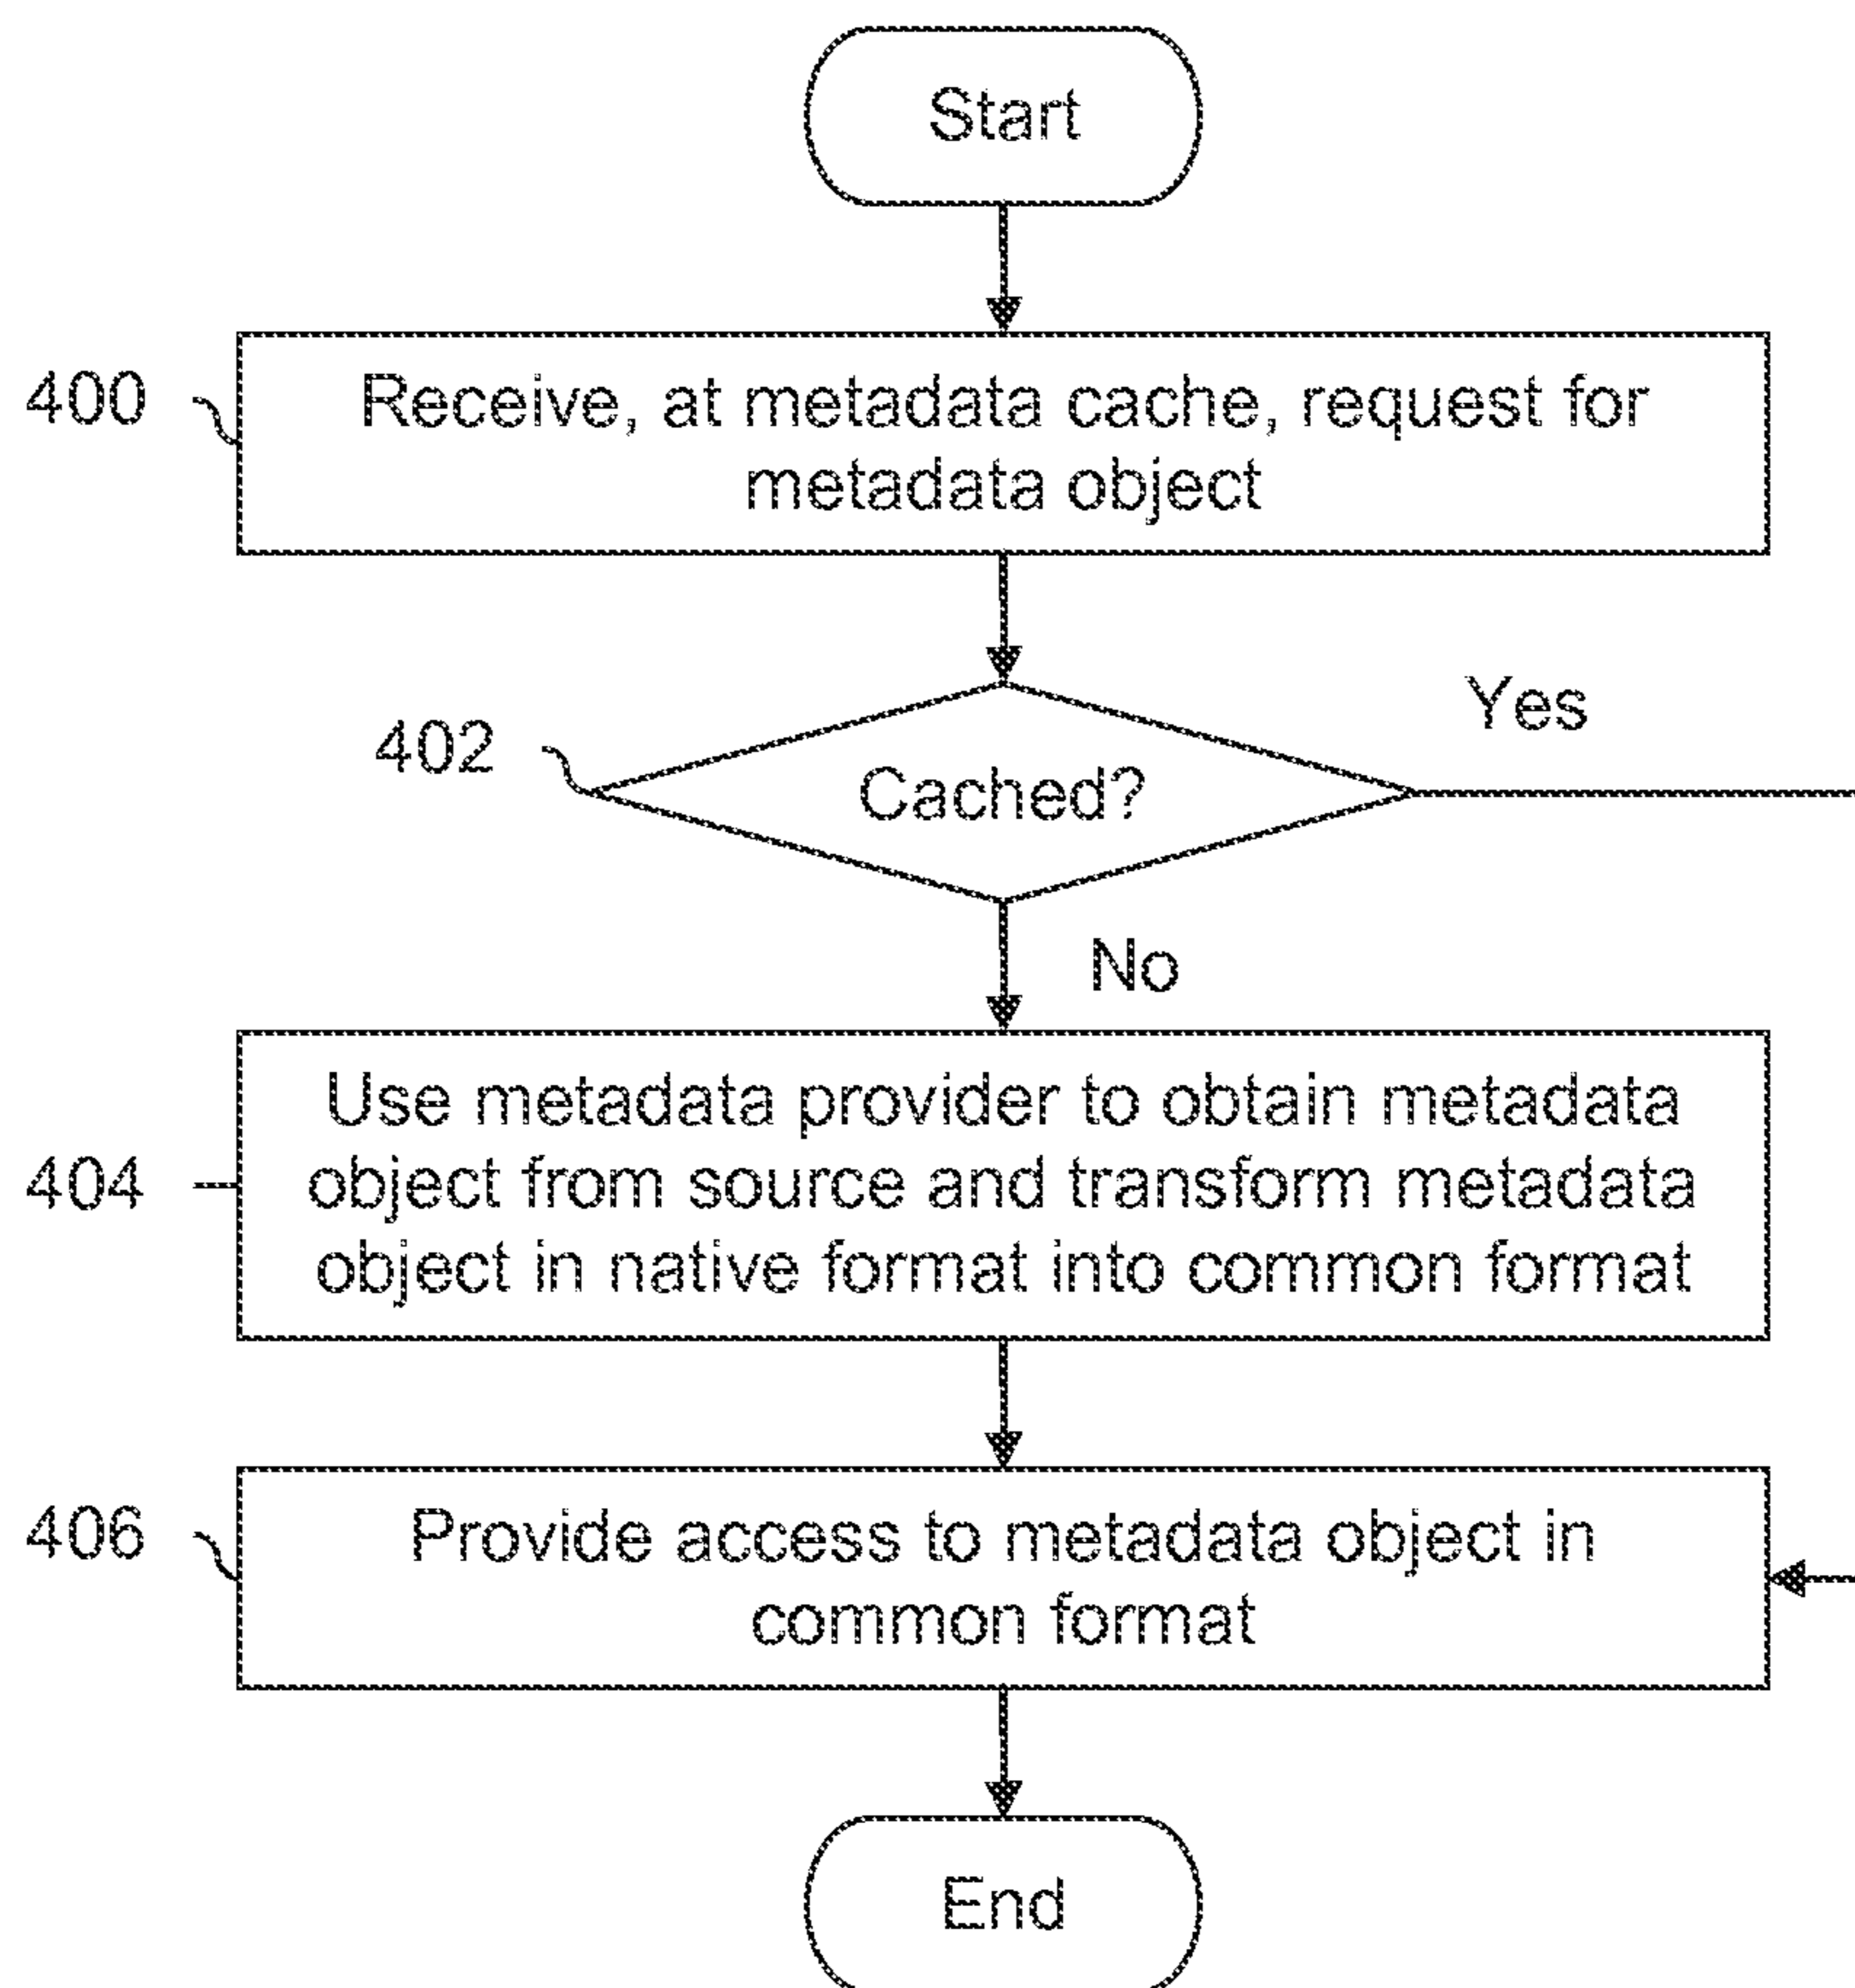 Start
400
Receive, at metadata cache, request for
metadata object
Yes
402
Cached?
No
Use metadata provider to obtain metadata
404
object from source and transform metadata
object in native format into common format
406
Provide access to metadata object in
common format
End